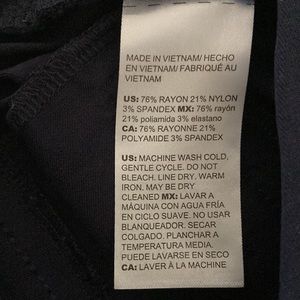 MADE IN VIETNAM/ HECHO
EN VIETNAM/ FABRIQUÉ AU
VIETNAM
US: 76% RAYON 21% NYLON
3% SPANDEX MX: 76% rayón
21% poliamida 3% elastano
CA: 76% RAYONNE 21%
POLYAMIDE 3% SPANDEX
US: MACHINE WASH COLD,
GENTLE CYCLE. DO NOT
BLEACH. LINE DRY. WARM
IRON. MAY BE DRY
CLEANED MX: LAVAR A
MÁQUINA CON AGUA FRÍA
EN CICLO SUAVE. NO USAR
BLANQUEADOR. SECAR
COLGADO. PLANCHAR A
TEMPERATURA MEDIA.
PUEDE LAVARSE EN SECO
CA: LAVER À LA MACHINE